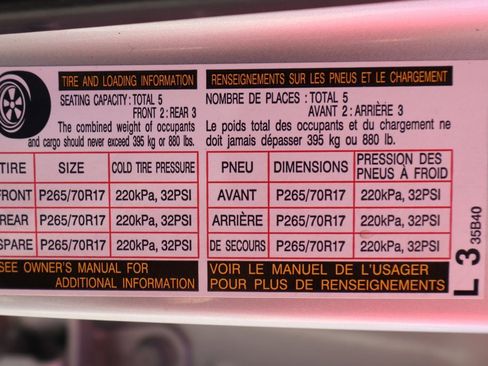 TIRE AND LOADING INFORMATION
SEATING CAPACITY: TOTAL 5
FRONT 2: REAR 3
The combined weight of occupants
and cargo should never exceed 395 kg or 880 lbs.
TIRE SIZE COLD TIRE PRESSURE
FRONT P265/70R17 220kPa, 32PSI
REAR P265/70R17 220kPa, 32PSI
SPARE P265/70R17 220kPa, 32PSI
SEE OWNER'S MANUAL FOR
ADDITIONAL INFORMATION
RENSEIGNEMENTS SUR LES PNEUS ET LE CHARGEMENT
NOMBRE DE PLACES : TOTAL 5
AVANT 2: ARRIÈRE 3
Le poids total des occupants et du chargement ne
doit jamais dépasser 395 kg ou 880 lb.
PNEU DIMENSIONS PRESSION DES
PNEUS À FROID
AVANT P265/70R17 220kPa, 32PSI
ARRIÈRE P265/70R17 220kPa, 32PSI
DE SECOURS P265/70R17 220kPa, 32PSI
VOIR LE MANUEL DE L'USAGER
POUR PLUS DE RENSEIGNEMENTS
L 3
35B40